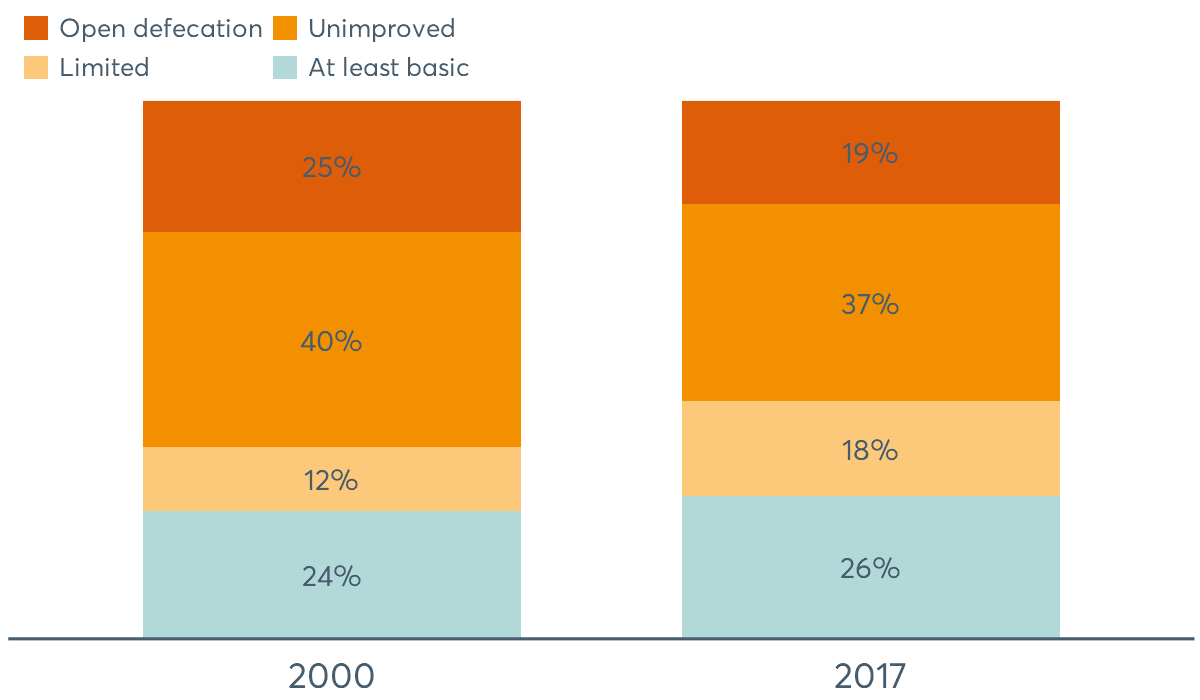 Open defecation Unimproved
Limited At least basic
25% 19%
40% 37%
12% 18%
24% 26%
2000 2017